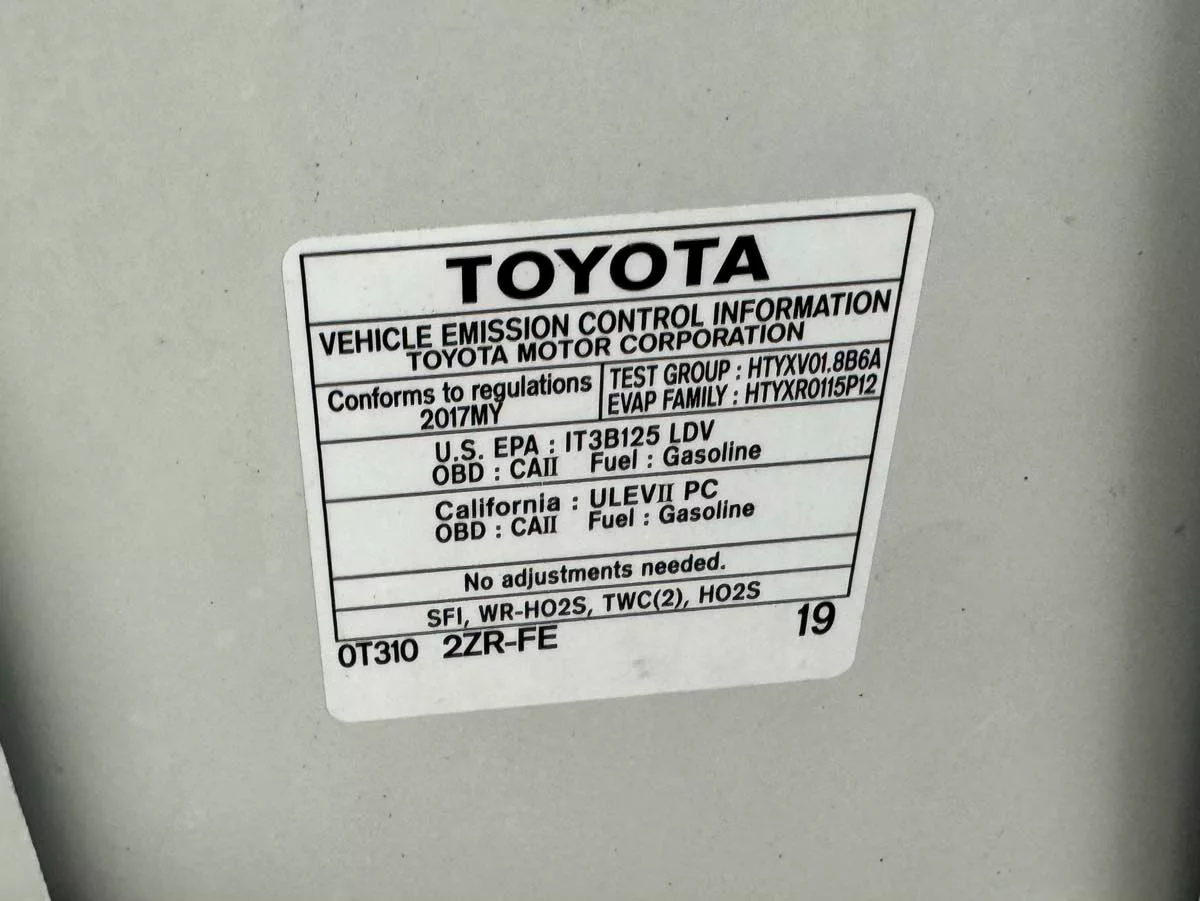 TOYOTA
VEHICLE EMISSION CONTROL INFORMATION
TOYOTA MOTOR CORPORATION
Conforms to regulations
2017MY
TEST GROUP : HTYXV01.8B6A
EVAP FAMILY : HTYXR0115P12
U.S. EPA : IT3B125 LDV
OBD : CAII Fuel : Gasoline
California : ULEVII PC
OBD : CAII Fuel : Gasoline
No adjustments needed.
SFI, WR-HO2S, TWC(2), HO2S
0T310 2ZR-FE 19